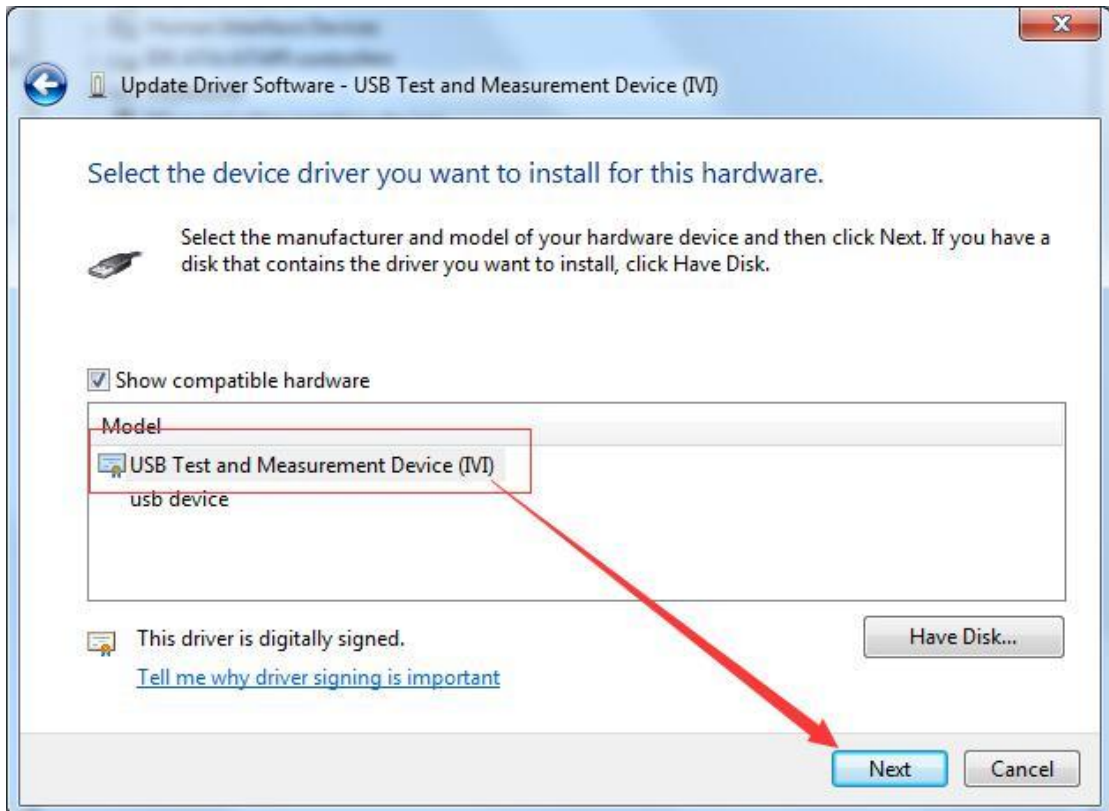 Update Driver Software - USB Test and Measurement Device (IVI)
Select the device driver you want to install for this hardware.
Select the manufacturer and model of your hardware device and then click Next. If you have a
disk that contains the driver you want to install, click Have Disk.
Show compatible hardware
Model
USB Test and Measurement Device (IVI)
usb device
This driver is digitally signed.
Have Disk...
Tell me why driver signing is important
Next
Cancel